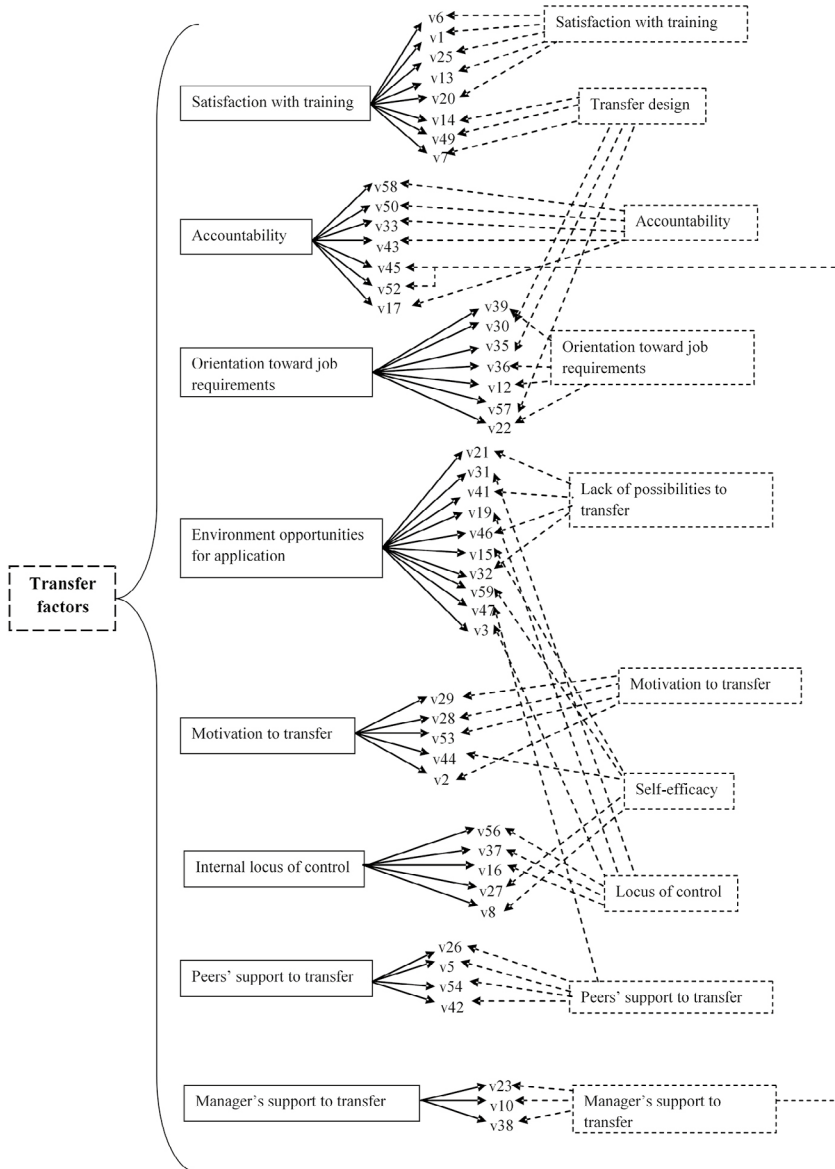 v6
Satisfaction with training
v1
v25
v13
Satisfaction with training
v20
Transfer design
v14
v49
v7
v58
v50
Accountability
v33
Accountability
v43
v45
v52
v17
v39
v30
Orientation toward job
requirements
v35
Orientation toward job
requirements
v36
v12
v57
v22
v21
v31
Lack of possibilities to
transfer
v41
v19
Environment opportunities
for application
v46
v15
v32
Transfer
factors
v59
v47
v3
v29
Motivation to transfer
v28
Motivation to transfer
v53
v44
v2
Self-efficacy
v56
v37
Internal locus of control
v16
v27
Locus of control
v8
v26
Peers' support to transfer
v5
v54
Peers' support to transfer
v42
v23
Manager's support to transfer
v10
Manager's support to
transfer
v38